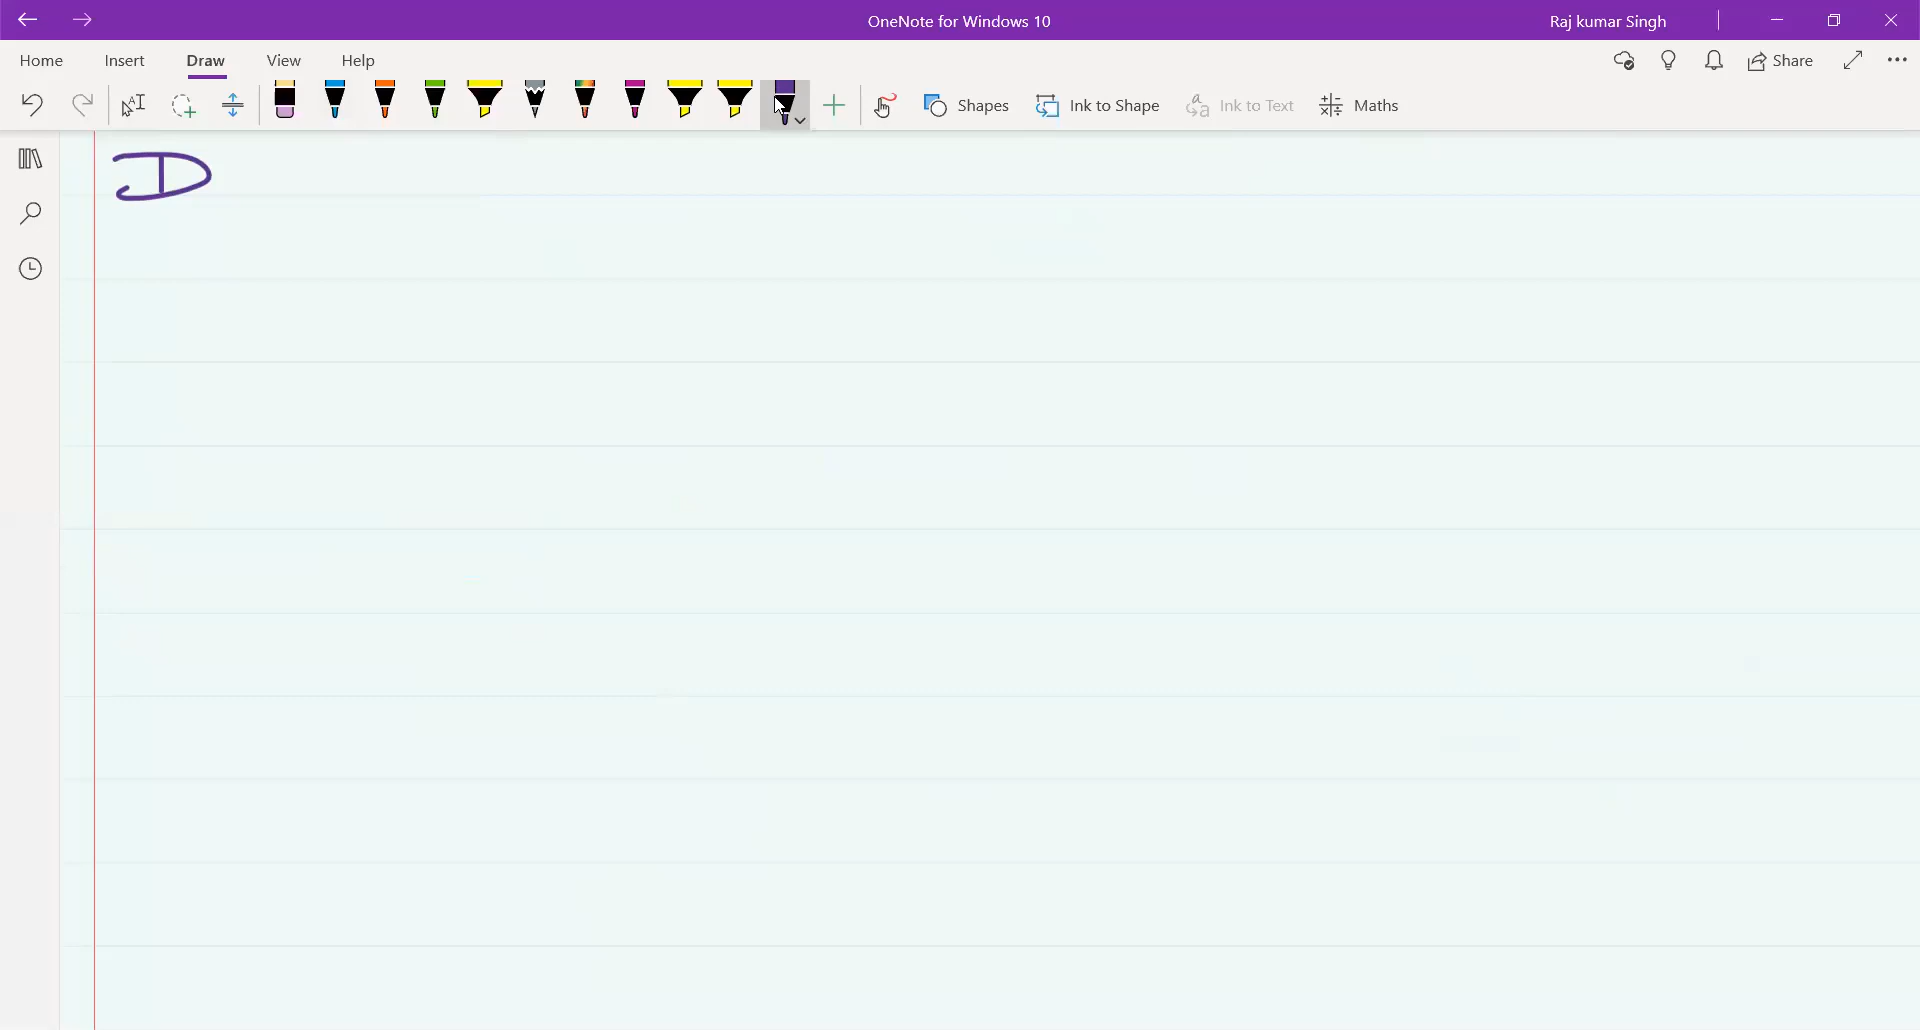 OneNote for Windows 10
Raj kumar Singh
Home
Insert
Draw
View
Help
Share
Shapes
Ink to Shape
Ink to Text
Maths
D